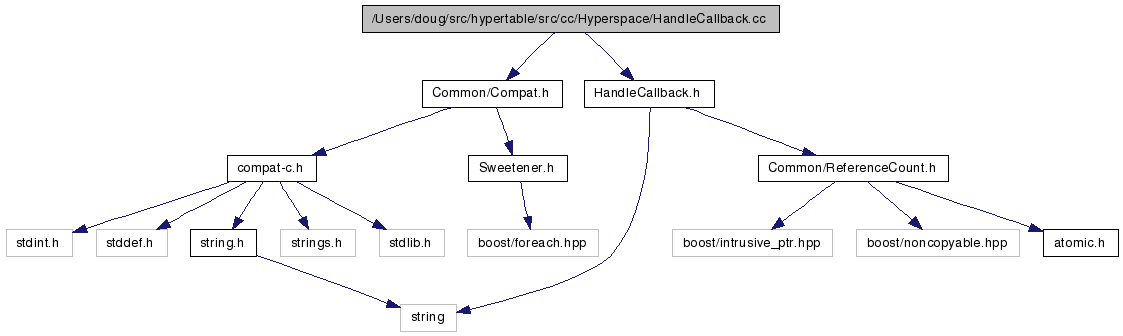 /Users/doug/src/hypertable/src/cc/Hyperspace/HandleCallback.cc
Common/Compat.h
HandleCallback.h
compat-c.h
Sweetener.h
Common/ReferenceCount.h
stdint.h
stddef.h
string.h
strings.h
stdlib.h
boost/foreach.hpp
boost/intrusive_ptr.hpp
boost/noncopyable.hpp
atomic.h
string